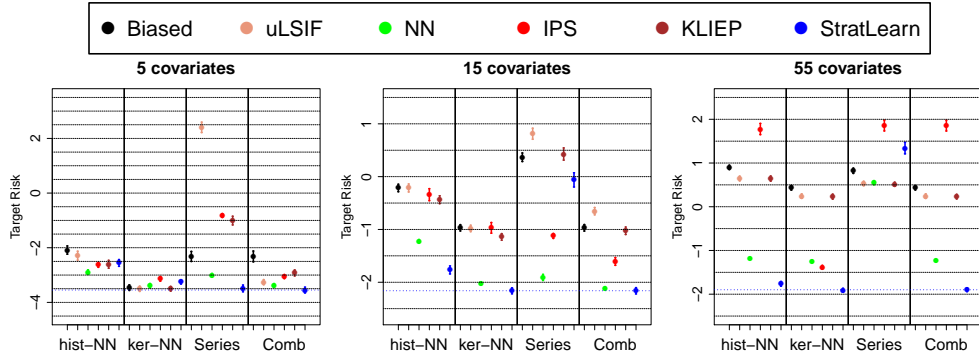 Biased uLSIF NN IPS KLIEP StratLearn
5 covariates
Target Risk
2
0
−2
−4
hist−NN ker−NN Series Comb
15 covariates
Target Risk
1
0
−1
−2
hist−NN ker−NN Series Comb
55 covariates
Target Risk
2
1
0
−1
−2
hist−NN ker−NN Series Comb